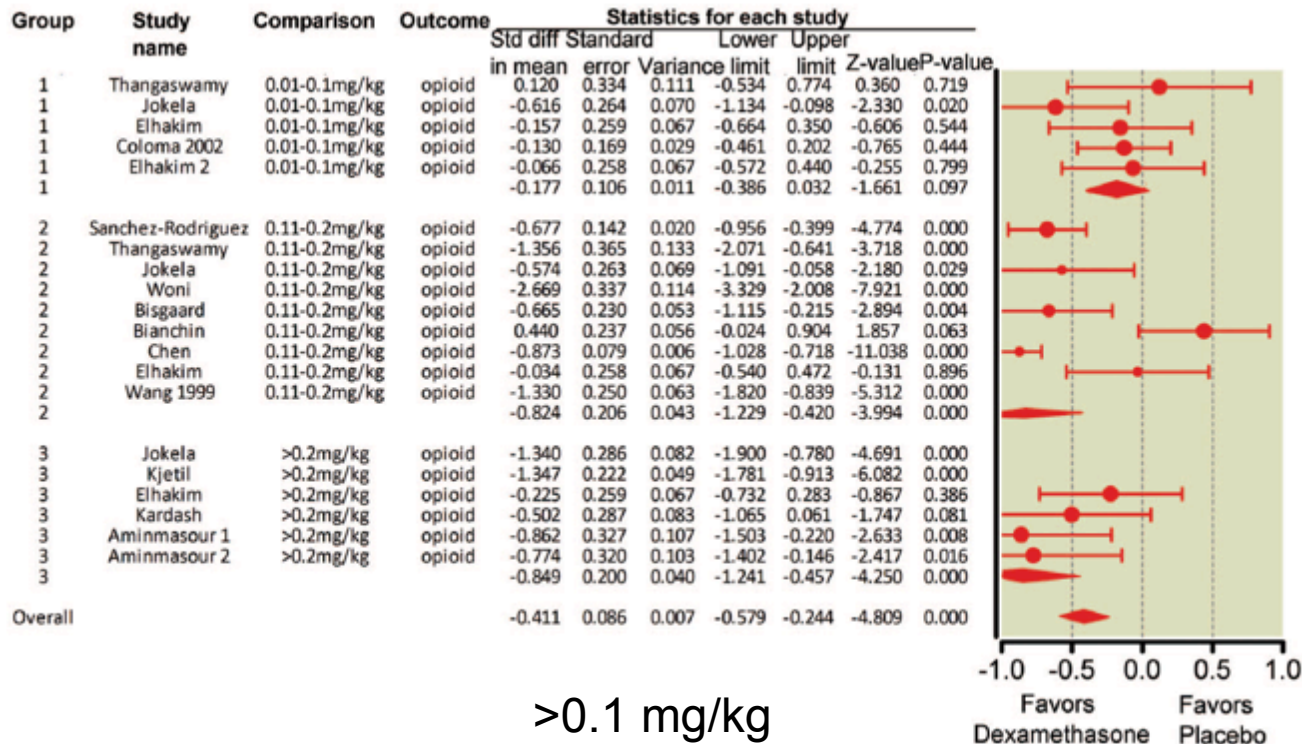 Group Study name Comparison Outcome Statistics for each study
Std diff in mean Standard error Variance Lower limit Upper limit Z-value P-value
1 Thangaswamy 0.01-0.1mg/kg opioid 0.120 0.334 0.111 -0.534 0.774 0.360 0.719
1 Jokela 0.01-0.1mg/kg opioid -0.616 0.264 0.070 -1.134 -0.098 -2.330 0.020
1 Elhakim 0.01-0.1mg/kg opioid -0.157 0.259 0.067 -0.664 0.350 -0.606 0.544
1 Coloma 2002 0.01-0.1mg/kg opioid -0.130 0.169 0.029 -0.461 0.202 -0.765 0.444
1 Elhakim 2 0.01-0.1mg/kg opioid -0.066 0.258 0.067 -0.572 0.440 -0.255 0.799
1 -0.177 0.106 0.011 -0.386 0.032 -1.661 0.097
2 Sanchez-Rodriguez 0.11-0.2mg/kg opioid -0.677 0.142 0.020 -0.956 -0.399 -4.774 0.000
2 Thangaswamy 0.11-0.2mg/kg opioid -1.356 0.365 0.133 -2.071 -0.641 -3.718 0.000
2 Jokela 0.11-0.2mg/kg opioid -0.574 0.263 0.069 -1.091 -0.058 -2.180 0.029
2 Woni 0.11-0.2mg/kg opioid -2.669 0.337 0.114 -3.329 -2.008 -7.921 0.000
2 Bisgaard 0.11-0.2mg/kg opioid -0.665 0.230 0.053 -1.115 -0.215 -2.894 0.004
2 Bianchin 0.11-0.2mg/kg opioid 0.440 0.237 0.056 -0.024 0.904 1.857 0.063
2 Chen 0.11-0.2mg/kg opioid -0.873 0.079 0.006 -1.028 -0.718 -11.038 0.000
2 Elhakim 0.11-0.2mg/kg opioid -0.034 0.258 0.067 -0.540 0.472 -0.131 0.896
2 Wang 1999 0.11-0.2mg/kg opioid -1.330 0.250 0.063 -1.820 -0.839 -5.312 0.000
2 -0.824 0.206 0.043 -1.229 -0.420 -3.994 0.000
3 Jokela >0.2mg/kg opioid -1.340 0.286 0.082 -1.900 -0.780 -4.691 0.000
3 Kjetil >0.2mg/kg opioid -1.347 0.222 0.049 -1.781 -0.913 -6.082 0.000
3 Elhakim >0.2mg/kg opioid -0.225 0.259 0.067 -0.732 0.283 -0.867 0.386
3 Kardash >0.2mg/kg opioid -0.502 0.287 0.083 -1.065 0.061 -1.747 0.081
3 Aminmasour 1 >0.2mg/kg opioid -0.862 0.327 0.107 -1.503 -0.220 -2.633 0.008
3 Aminmasour 2 >0.2mg/kg opioid -0.774 0.320 0.103 -1.402 -0.146 -2.417 0.016
3 -0.849 0.200 0.040 -1.241 -0.457 -4.250 0.000
Overall -0.411 0.086 0.007 -0.579 -0.244 -4.809 0.000
-1.0 -0.5 0.0 0.5 1.0
Favors Dexamethasone Favors Placebo
>0.1 mg/kg